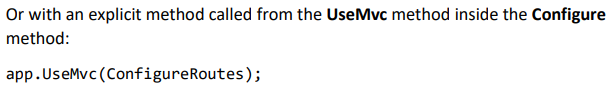 Or with an explicit method called from the UseMvc method inside the Configure
method:
app.UseMvc(ConfigureRoutes);